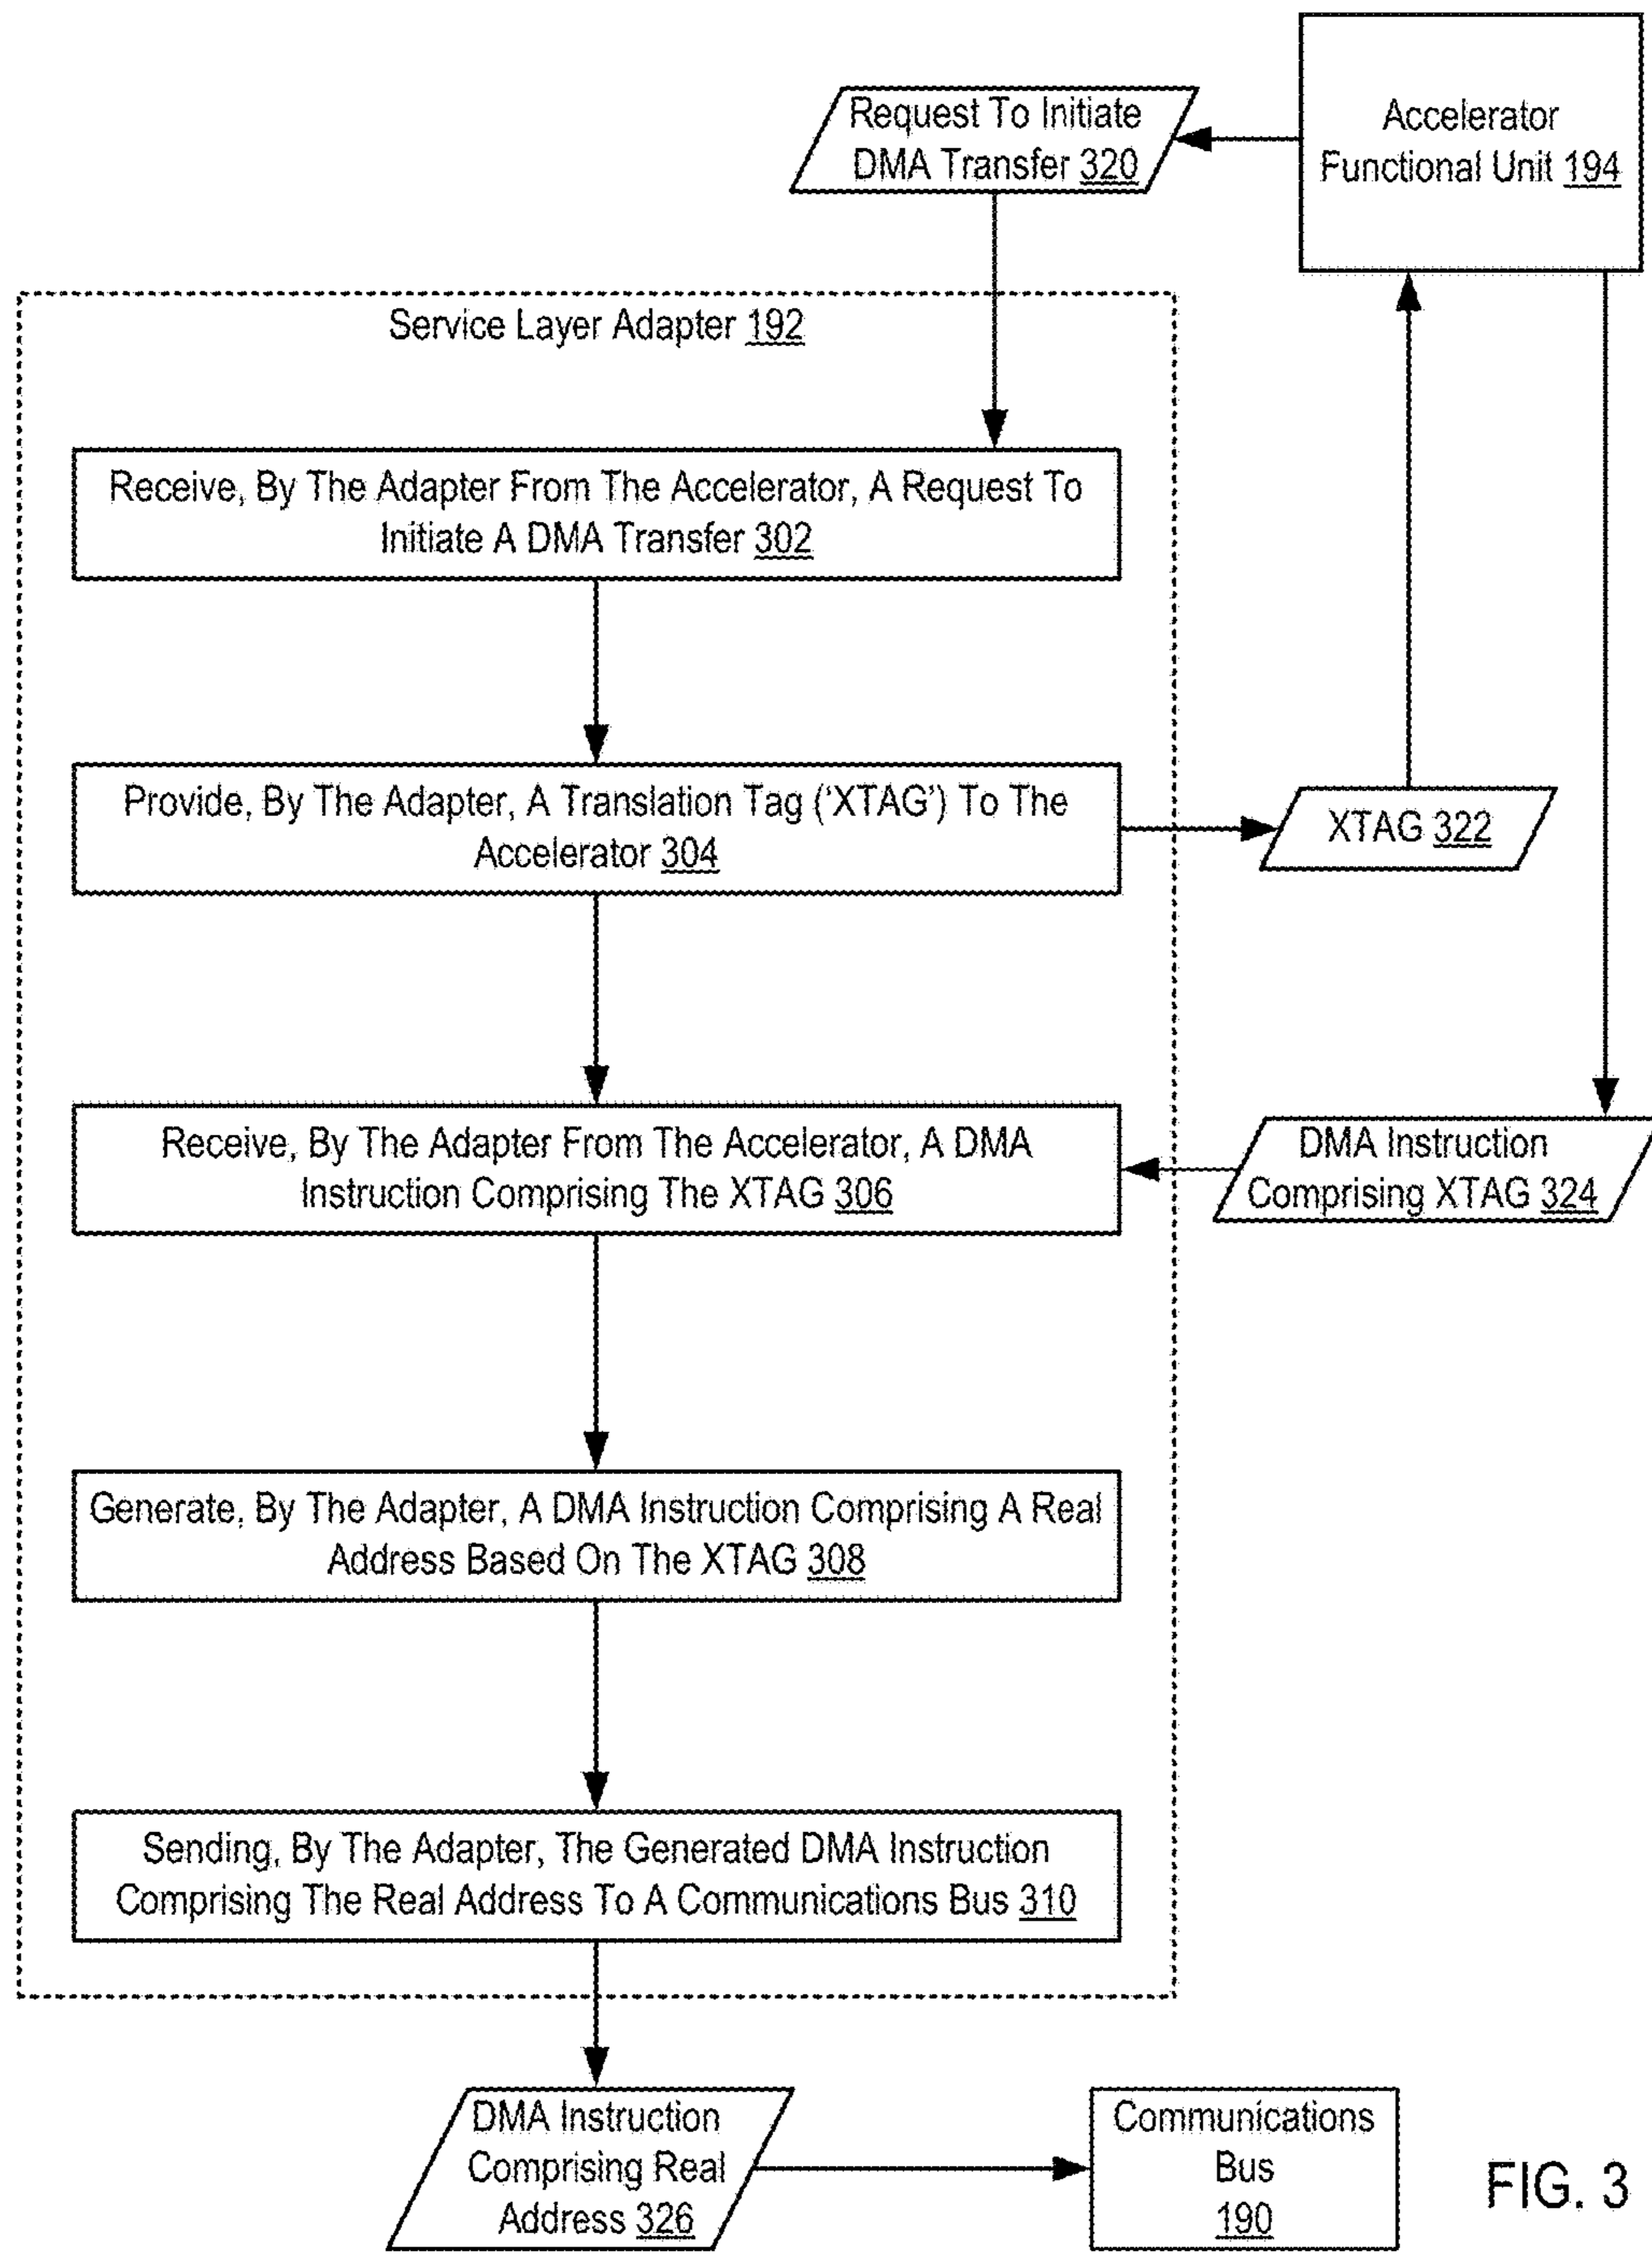 Request To Initiate
DMA Transfer 320
Accelerator
Functional Unit 194
Service Layer Adapter 192
Receive, By The Adapter From The Accelerator, A Request To
Initiate A DMA Transfer 302
Provide, By The Adapter, A Translation Tag (‘XTAG’) To The
Accelerator 304
XTAG 322
Receive, By The Adapter From The Accelerator, A DMA
Instruction Comprising The XTAG 306
DMA Instruction
Comprising XTAG 324
Generate, By The Adapter, A DMA Instruction Comprising A Real
Address Based On The XTAG 308
Sending, By The Adapter, The Generated DMA Instruction
Comprising The Real Address To A Communications Bus 310
DMA Instruction
Comprising Real
Address 326
Communications
Bus
190
FIG. 3